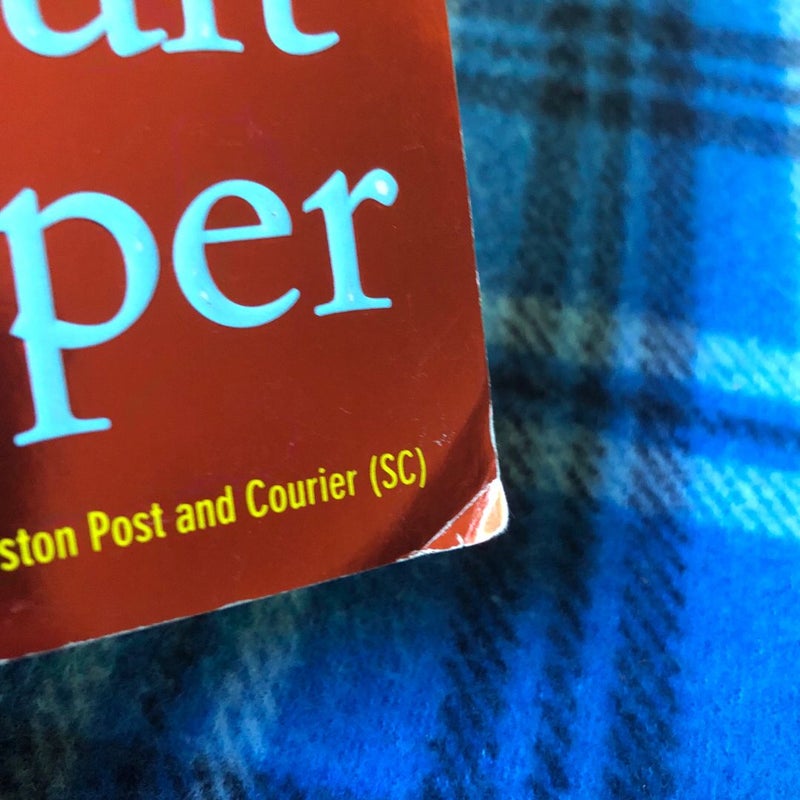 per
ston Post and Courier (SC)